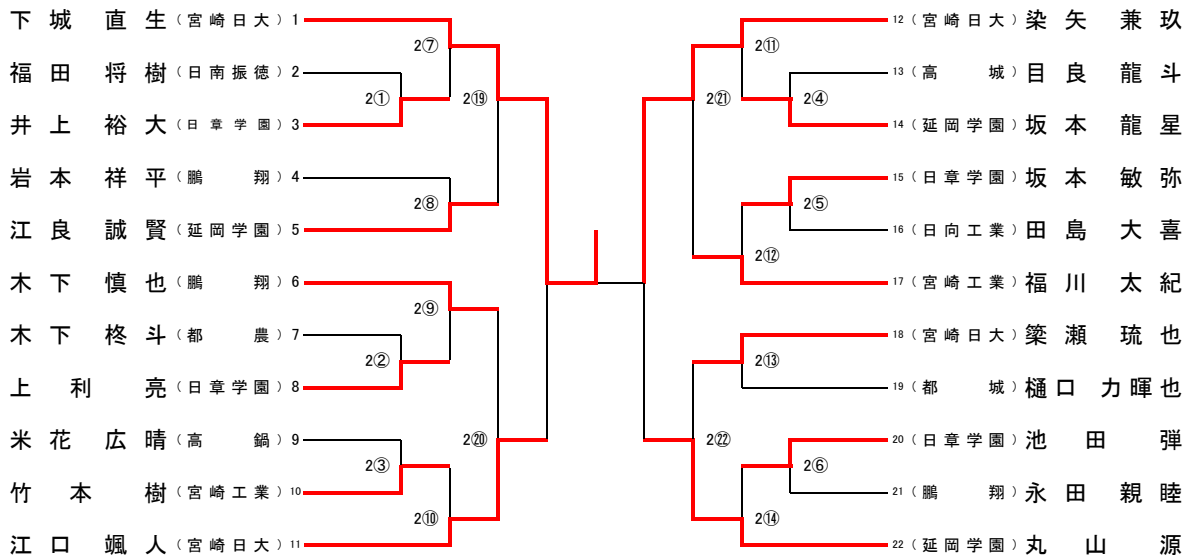 下城直生（宮崎日大）1
2⑦
福田将樹（日南振徳）2
2①
2⑲
井上裕大（日章学園）3
岩本祥平（鵬翔）4
2⑧
江良誠賢（延岡学園）5
木下慎也（鵬翔）6
2⑨
木下柊斗（都農）7
2②
上利亮（日章学園）8
2⑳
米花広晴（高鍋）9
2③
竹本樹（宮崎工業）10
2⑩
江口颯人（宮崎日大）11
12（宮崎日大）染矢兼玖
2⑪
13（高城）目良龍斗
2㉑
2④
14（延岡学園）坂本龍星
15（日章学園）坂本敏弥
2⑤
16（日向工業）田島大喜
2⑫
17（宮崎工業）福川太紀
18（宮崎日大）簗瀬琉也
2⑬
19（都城）樋口力暉也
2㉒
20（日章学園）池田弾
2⑥
21（鵬翔）永田親睦
2⑭
22（延岡学園）丸山源